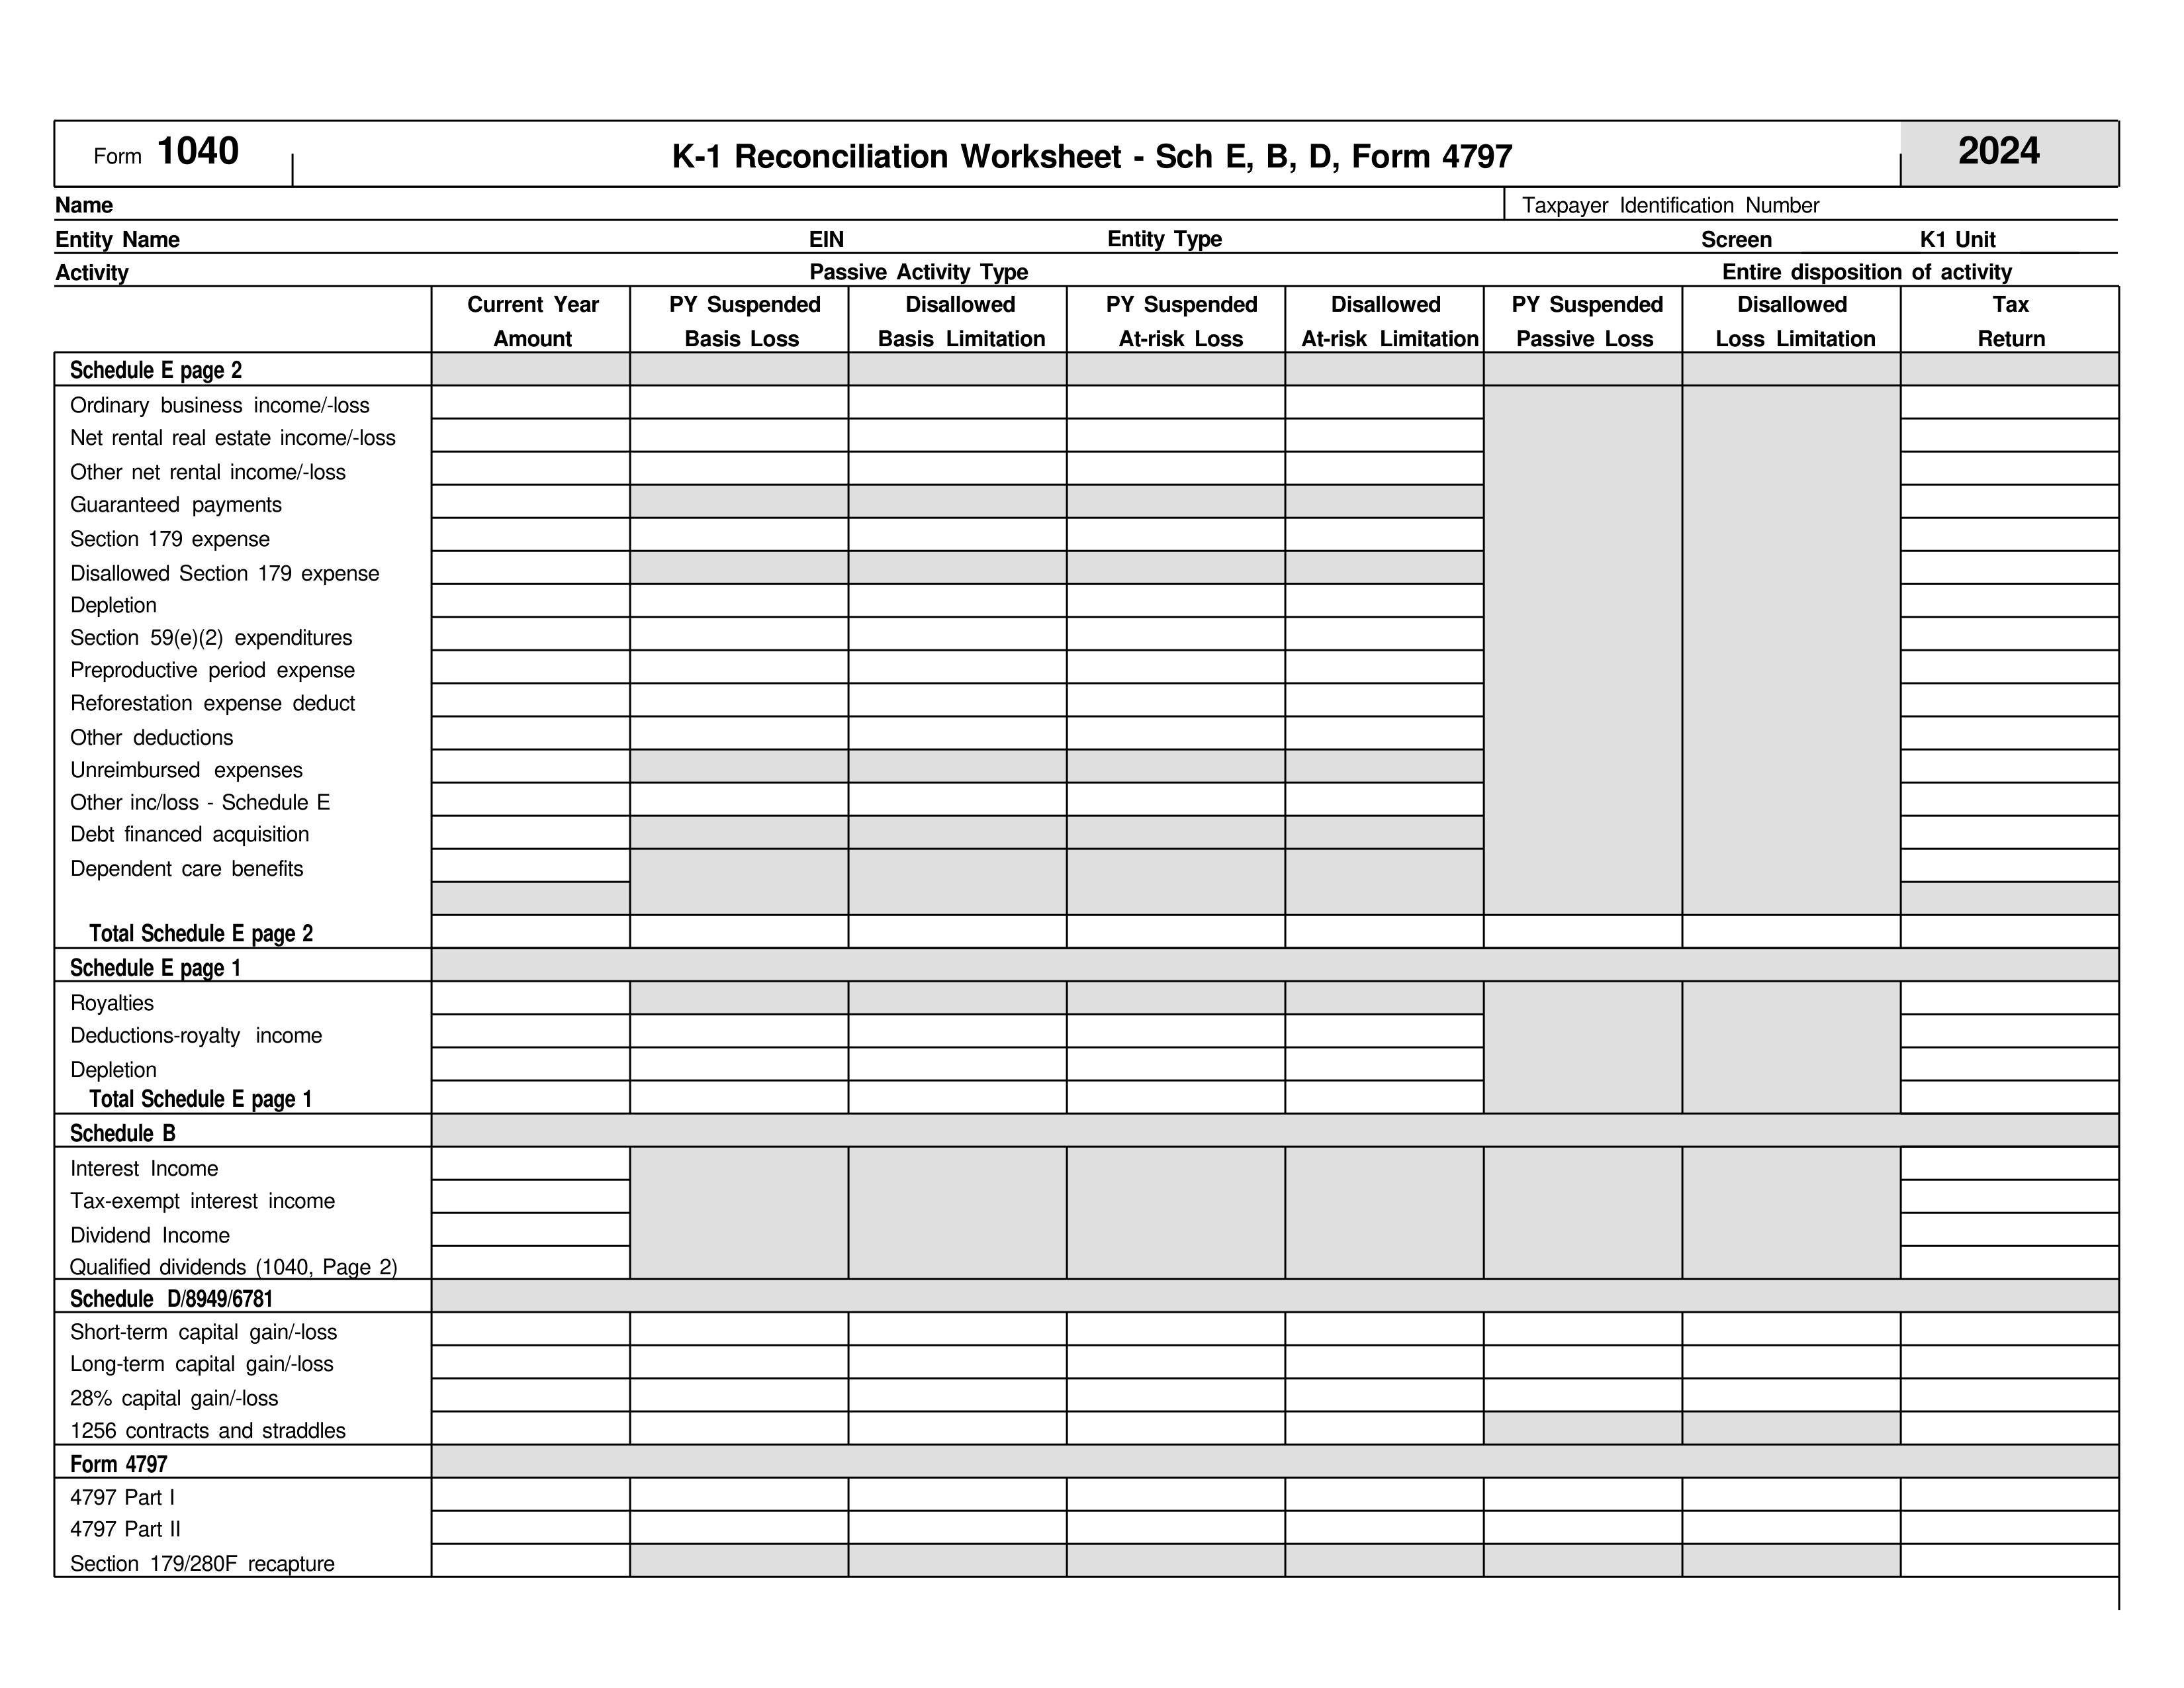 Form 1040 K-1 Reconciliation Worksheet - Sch E, B, D, Form 4797 2024
Name Taxpayer Identification Number
Entity Name EIN Entity Type Screen K1 Unit
Activity Passive Activity Type Entire disposition of activity
Current Year PY Suspended Disallowed PY Suspended Disallowed PY Suspended Disallowed Tax
Amount Basis Loss Basis Limitation At-risk Loss At-risk Limitation Passive Loss Loss Limitation Return
Schedule E page 2
Ordinary business income/-loss
Net rental real estate income/-loss
Other net rental income/-loss
Guaranteed payments
Section 179 expense
Disallowed Section 179 expense
Depletion
Section 59(e)(2) expenditures
Preproductive period expense
Reforestation expense deduct
Other deductions
Unreimbursed expenses
Other inc/loss - Schedule E
Debt financed acquisition
Dependent care benefits
Total Schedule E page 2
Schedule E page 1
Royalties
Deductions-royalty income
Depletion
Total Schedule E page 1
Schedule B
Interest Income
Tax-exempt interest income
Dividend Income
Qualified dividends (1040, Page 2)
Schedule D/8949/6781
Short-term capital gain/-loss
Long-term capital gain/-loss
28% capital gain/-loss
1256 contracts and straddles
Form 4797
4797 Part I
4797 Part II
Section 179/280F recapture